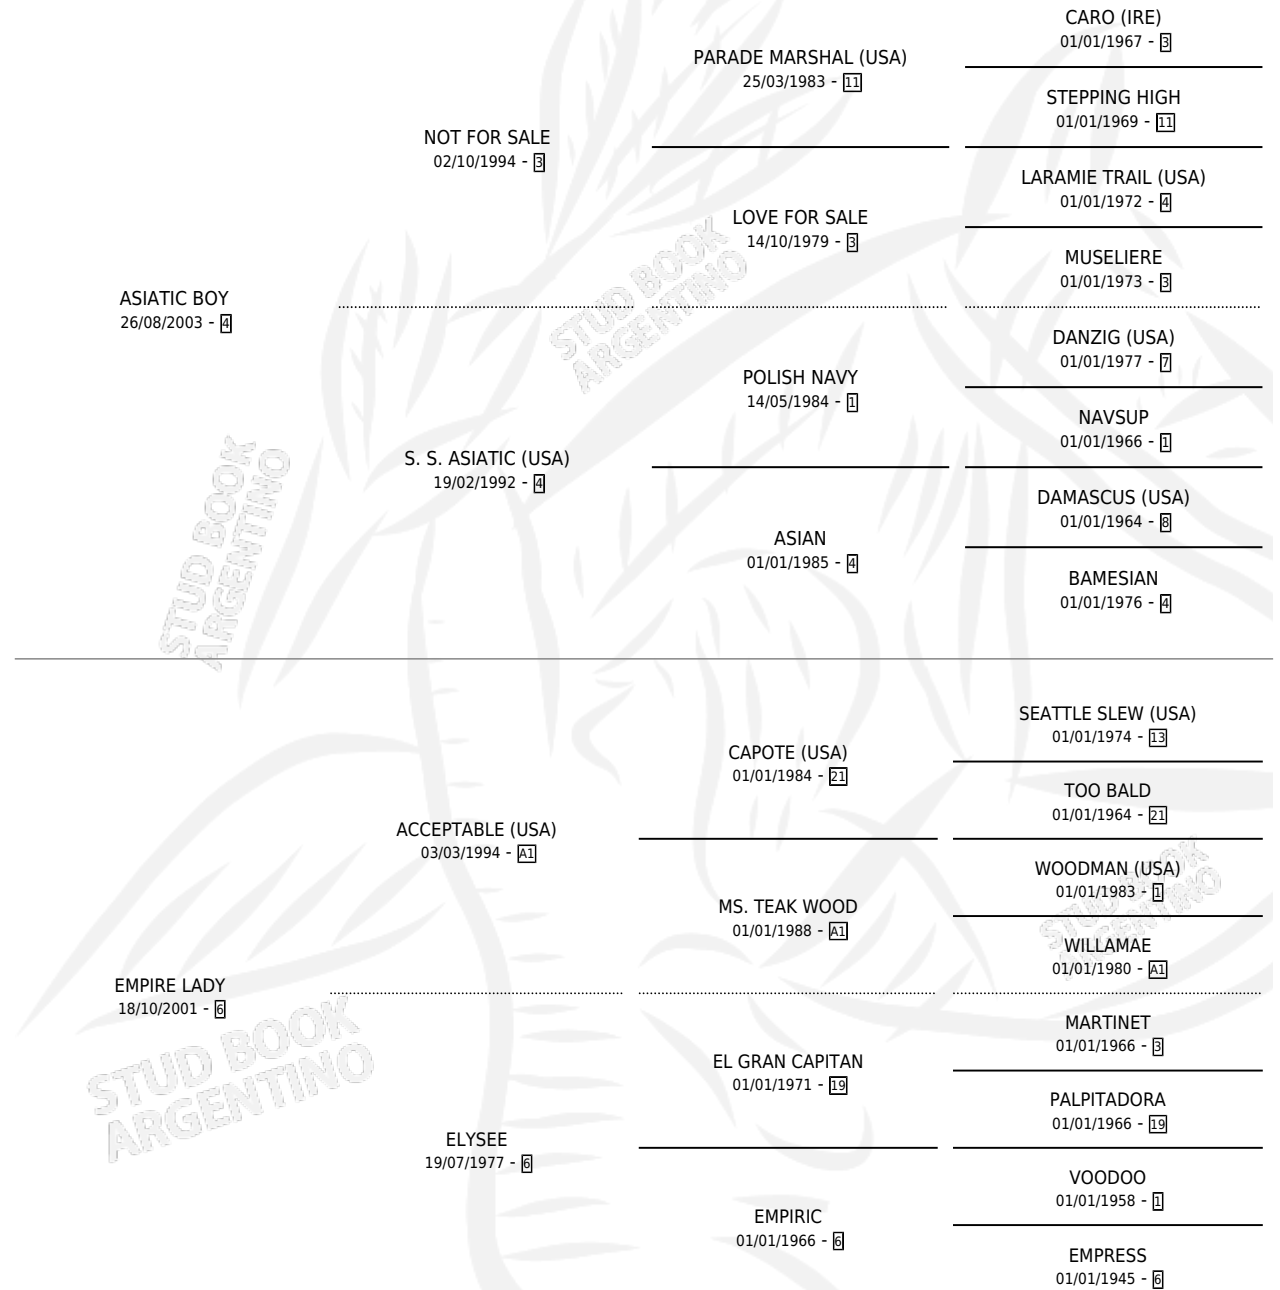 CARO (IRE)
01/01/1967 - 3
PARADE MARSHAL (USA)
25/03/1983 - 11
STEPPING HIGH
01/01/1969 - 11
NOT FOR SALE
02/10/1994 - 3
LARAMIE TRAIL (USA)
01/01/1972 - 4
LOVE FOR SALE
14/10/1979 - 3
MUSELIERE
01/01/1973 - 3
ASIATIC BOY
26/08/2003 - 4
DANZIG (USA)
01/01/1977 - 7
POLISH NAVY
14/05/1984 - 1
NAVSUP
01/01/1966 - 1
S. S. ASIATIC (USA)
19/02/1992 - 4
DAMASCUS (USA)
01/01/1964 - 8
ASIAN
01/01/1985 - 4
BAMESIAN
01/01/1976 - 4
STUD BOOK
ARGENTINO
STUD BOOK
ARGENTINO
SEATTLE SLEW (USA)
01/01/1974 - 13
CAPOTE (USA)
01/01/1984 - 21
TOO BALD
01/01/1964 - 21
ACCEPTABLE (USA)
03/03/1994 - A1
WOODMAN (USA)
01/01/1983 - 1
MS. TEAK WOOD
01/01/1988 - A1
WILLAMAE
01/01/1980 - A1
EMPIRE LADY
18/10/2001 - 6
MARTINET
01/01/1966 - 3
EL GRAN CAPITAN
01/01/1971 - 19
PALPITADORA
01/01/1966 - 19
ELYSEE
19/07/1977 - 6
VOODOO
01/01/1958 - 1
EMPIRIC
01/01/1966 - 6
EMPRESS
01/01/1945 - 6
STUD BOOK
ARGENTINO
STUD BOOK
ARGENTINO